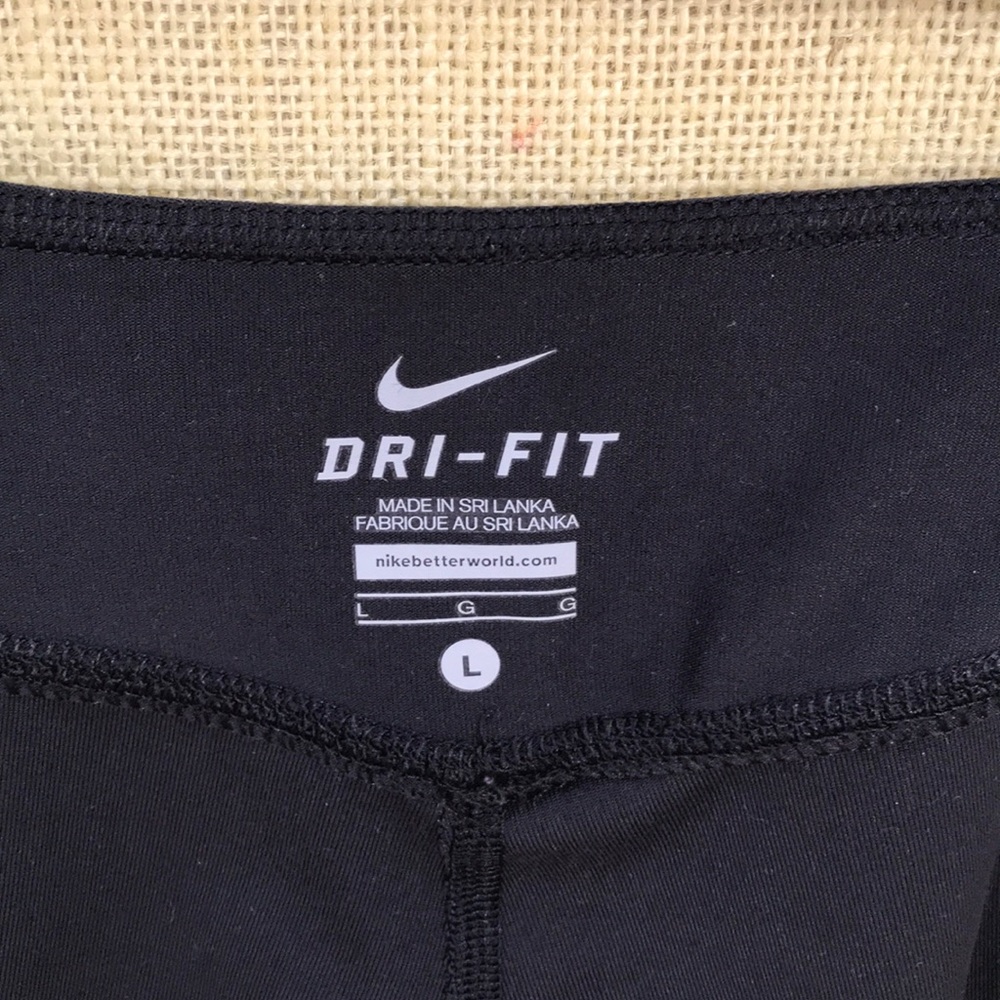 DRI-FIT
MADE IN SRI LANKA
FABRIQUE AU SRI LANKA
nikebetterworld.com
L G G
L